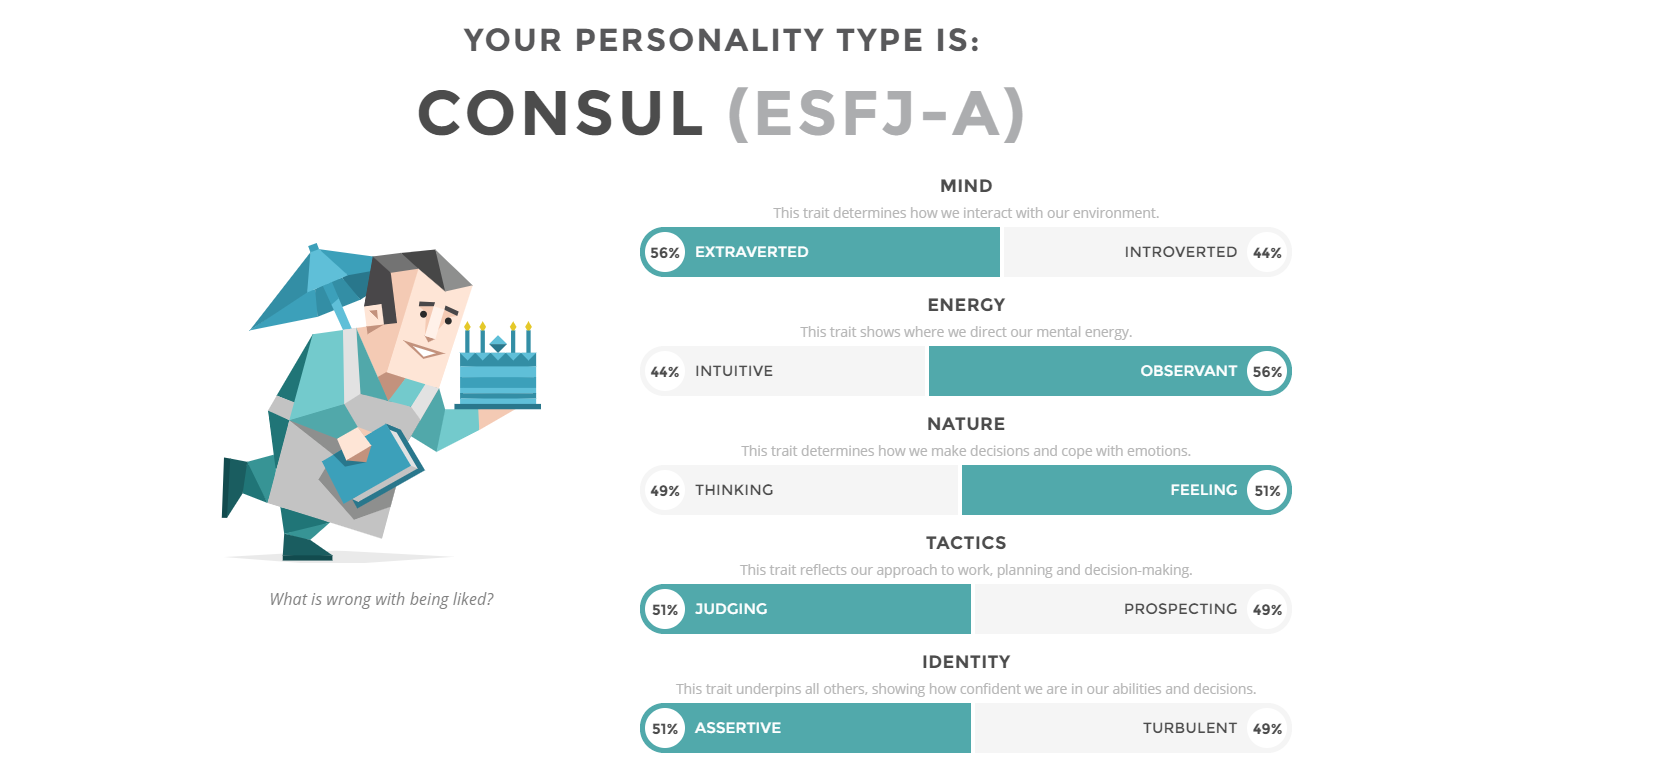 YOUR PERSONALITY TYPE IS:
CONSUL (ESFJ-A)
MIND
This trait determines how we interact with our environment.
56% EXTRAVERTED INTROVERTED 44%
ENERGY
This trait shows where we direct our mental energy.
44% INTUITIVE OBSERVANT 56%
NATURE
This trait determines how we make decisions and cope with emotions.
49% THINKING FEELING 51%
TACTICS
This trait reflects our approach to work, planning and decision-making.
51% JUDGING PROSPECTING 49%
IDENTITY
This trait underpins all others, showing how confident we are in our abilities and decisions.
51% ASSERTIVE TURBULENT 49%
What is wrong with being liked?